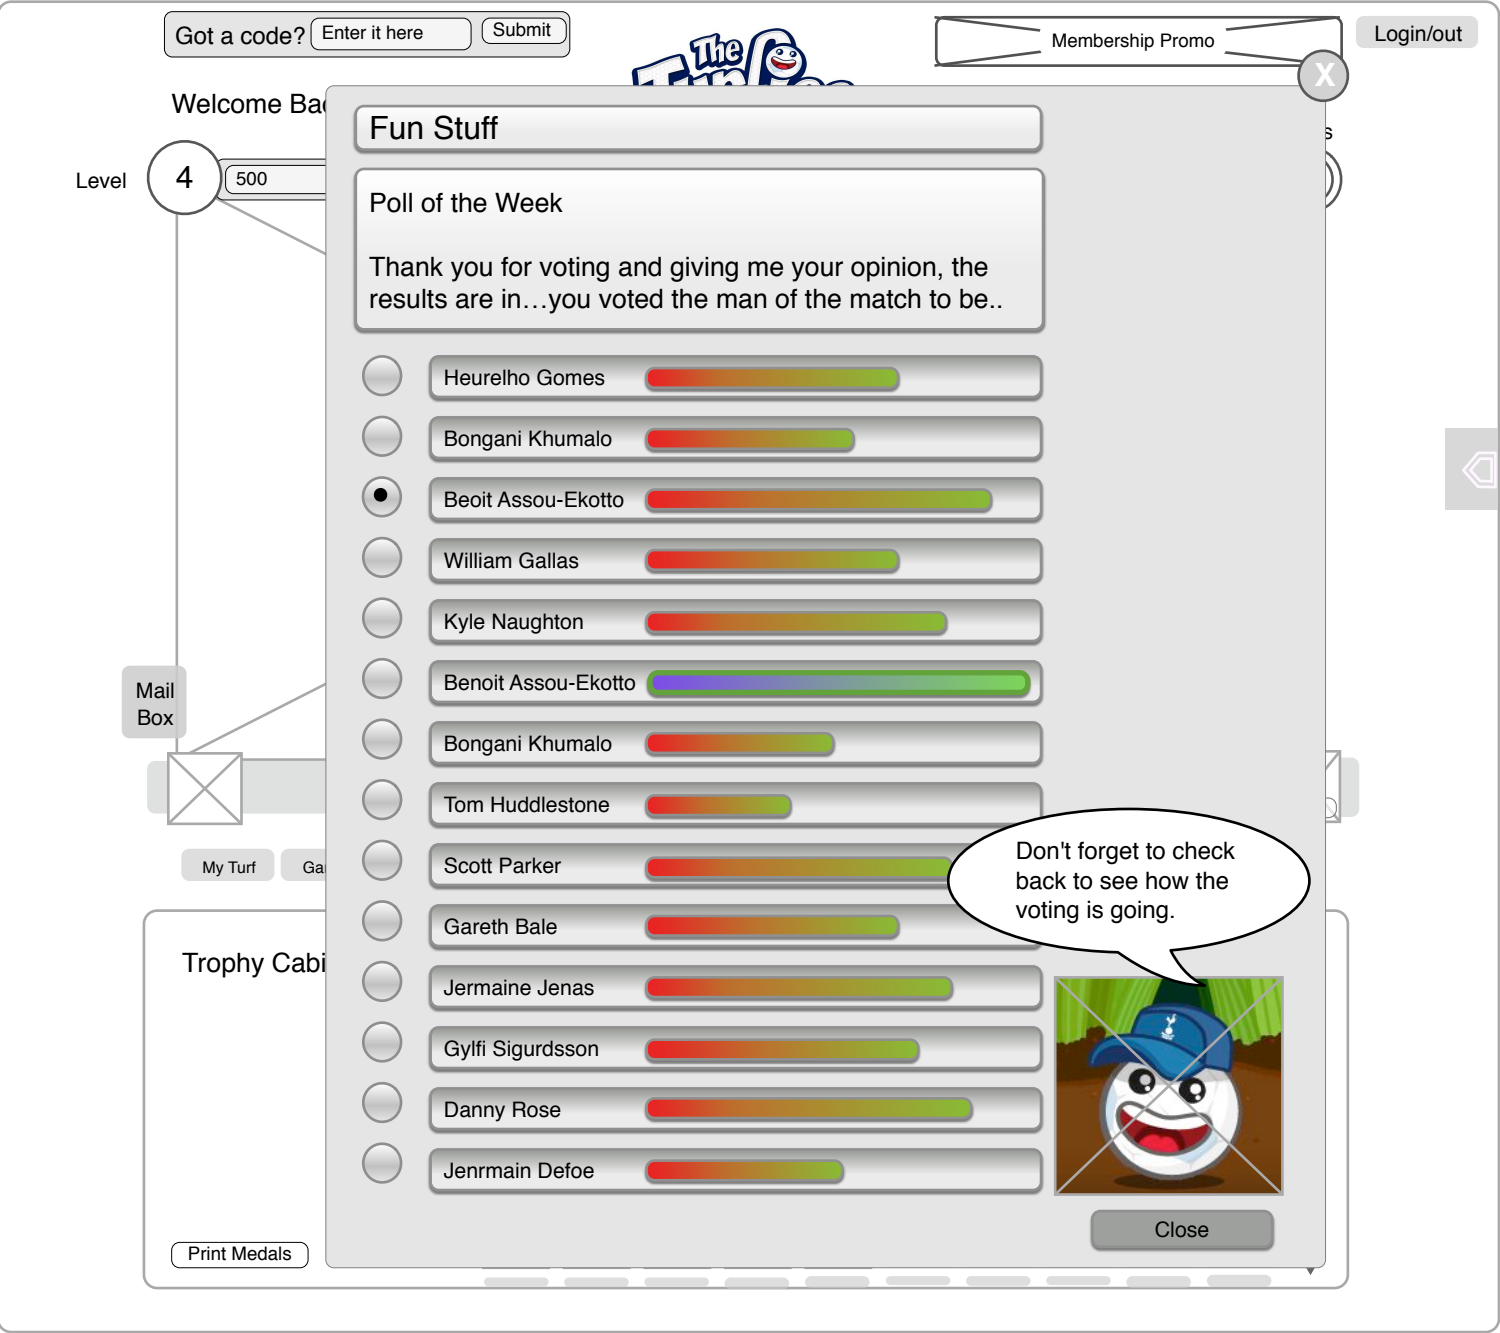 Got a code?
Enter it here
Submit
The
Membership Promo
Login/out
X
Welcome Bac
s
Level
4
500
Fun Stuff
Poll of the Week
Thank you for voting and giving me your opinion, the
results are in…you voted the man of the match to be..
Heurelho Gomes
Bongani Khumalo
Beoit Assou-Ekotto
William Gallas
Kyle Naughton
Benoit Assou-Ekotto
Bongani Khumalo
Tom Huddlestone
Scott Parker
Gareth Bale
Jermaine Jenas
Gylfi Sigurdsson
Danny Rose
Jenrmain Defoe
Mail
Box
My Turf
Ga
Don't forget to check
back to see how the
voting is going.
Trophy Cabi
Print Medals
Close